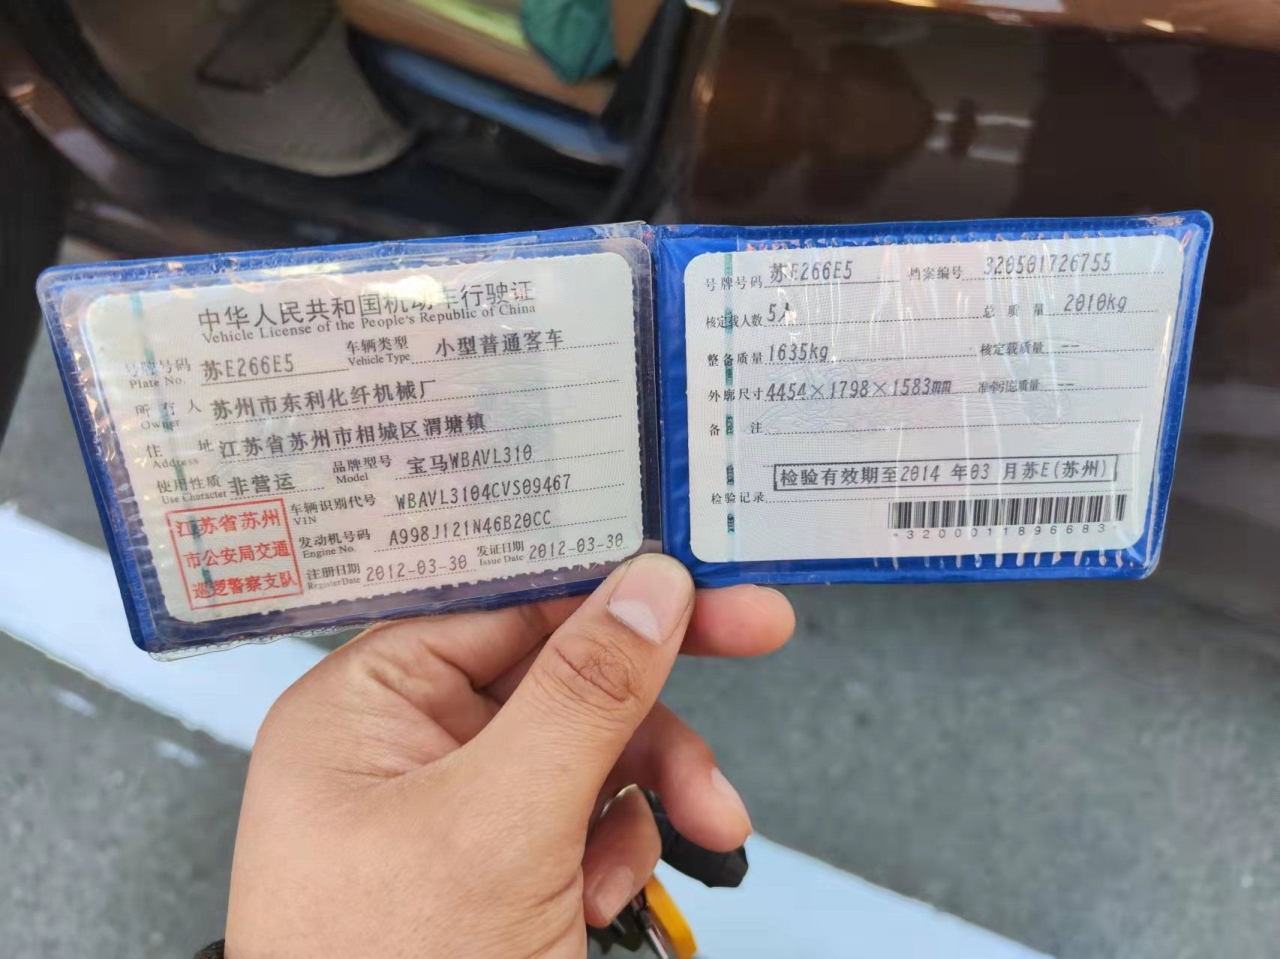 中华人民共和国机动车行驶证
Vehicle License of the People's Republic of China
号牌号码 苏E266E5 车辆类型 小型普通客车
Plate No. Vehicle Type
所有人 苏州市东利化纤机械厂
Owner
住址 江苏省苏州市相城区渭塘镇
Address
使用性质 非营运 品牌型号 宝马WBAVL310
Use Character Model
江苏省苏州
市公安局交通
巡逻警察支队
车辆识别代号 WBAVL3104CVS09467
VIN
发动机号码 A998J121N46B20CC
Engine No.
注册日期 2012-03-30 发证日期 2012-03-30
Register Date Issue Date
号牌号码 苏E266E5 档案编号 320501726755
核定载人数 5人 总质量 2010kg
整备质量 1635kg 核定载质量 --
外廓尺寸 4454×1798×1583mm 准牵引总质量 --
备注
检验有效期至2014 年03 月苏E(苏州)
检验记录
*3200011896683